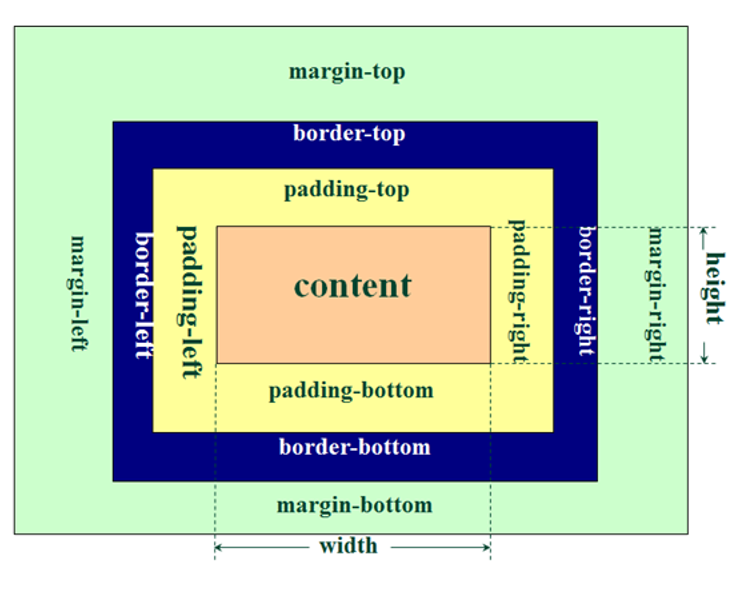 margin-top
border-top
padding-top
margin-left
border-left
padding-left
content
padding-right
border-right
margin-right
height
padding-bottom
border-bottom
margin-bottom
width